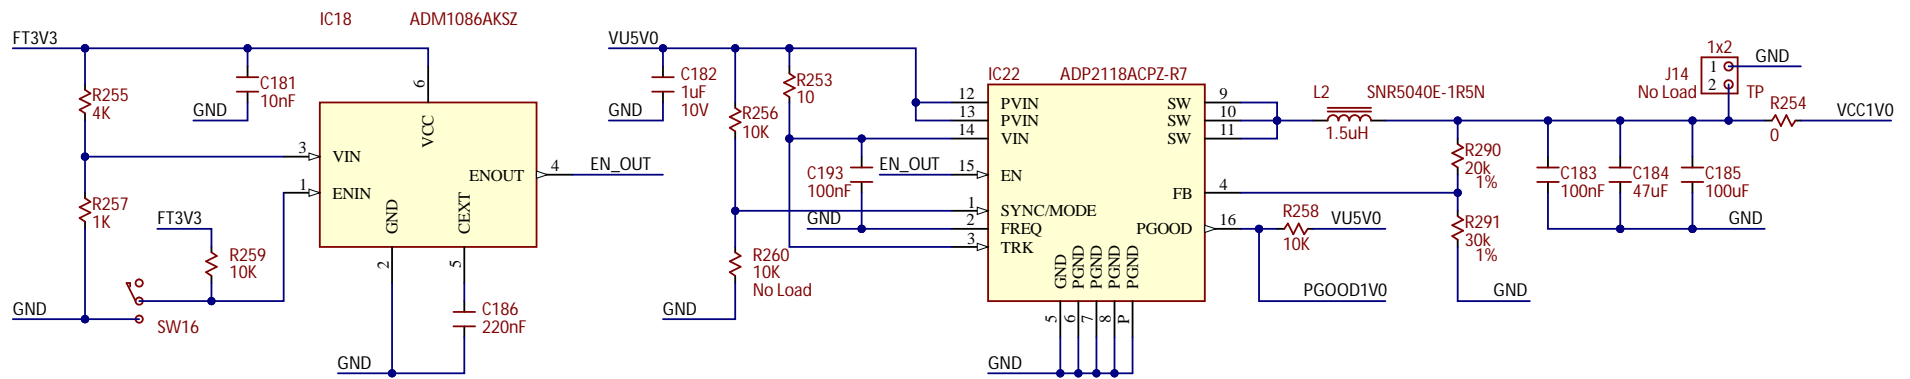 IC18 ADM1086AKSZ
FT3V3
R255
4K
C181
10nF
GND
6
VCC
3 VIN
1 ENIN
ENOUT 4 EN_OUT
GND
CEXT
2
5
R257
1K
FT3V3
R259
10K
GND
SW16
C186
220nF
GND
VU5V0
C182
1uF
10V
GND
R253
10
R256
10K
C193
100nF
EN_OUT
GND
R260
10K
No Load
GND
IC22 ADP2118ACPZ-R7
12 PVIN
13 PVIN
14 VIN
15 EN
1 SYNC/MODE
2 FREQ
3 TRK
SW 9
SW 10
SW 11
FB 4
PGOOD 16
GND
PGND
PGND
PGND
PGND
5
6
7
8
P
GND
R258
10K
VU5V0
PGOOD1V0
L2 SNR5040E-1R5N
1.5uH
R290
20k
1%
R291
30k
1%
GND
C183
100nF
C184
47uF
C185
100uF
GND
1x2
1
2
GND
J14
No Load
TP
R254
0
VCC1V0